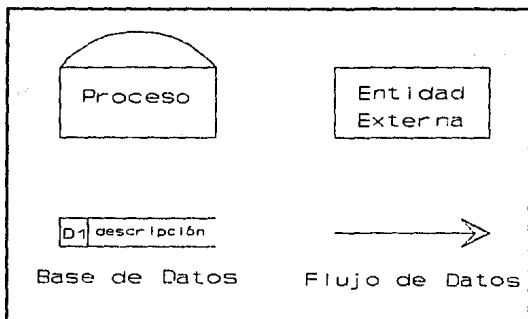 Proceso
Entidad
Externa
D1 descripción
Base de Datos
Flujo de Datos